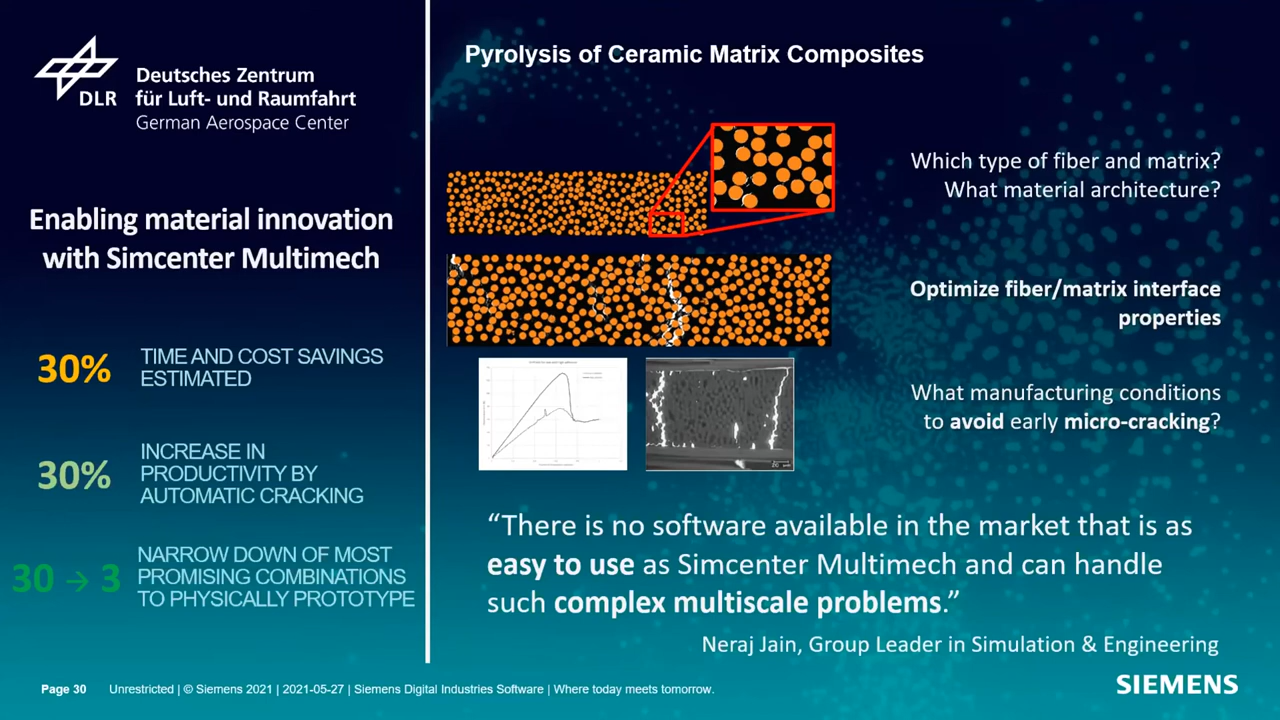 DLR
Deutsches Zentrum
für Luft- und Raumfahrt
German Aerospace Center
Enabling material innovation
with Simcenter Multimech
30%
TIME AND COST SAVINGS
ESTIMATED
30%
INCREASE IN
PRODUCTIVITY BY
AUTOMATIC CRACKING
30 → 3
NARROW DOWN OF MOST
PROMISING COMBINATIONS
TO PHYSICALLY PROTOTYPE
Pyrolysis of Ceramic Matrix Composites
Which type of fiber and matrix?
What material architecture?
Optimize fiber/matrix interface
properties
What manufacturing conditions
to avoid early micro-cracking?
“There is no software available in the market that is as
easy to use as Simcenter Multimech and can handle
such complex multiscale problems.”
Neraj Jain, Group Leader in Simulation & Engineering
Page 30 Unrestricted | © Siemens 2021 | 2021-05-27 | Siemens Digital Industries Software | Where today meets tomorrow.
SIEMENS